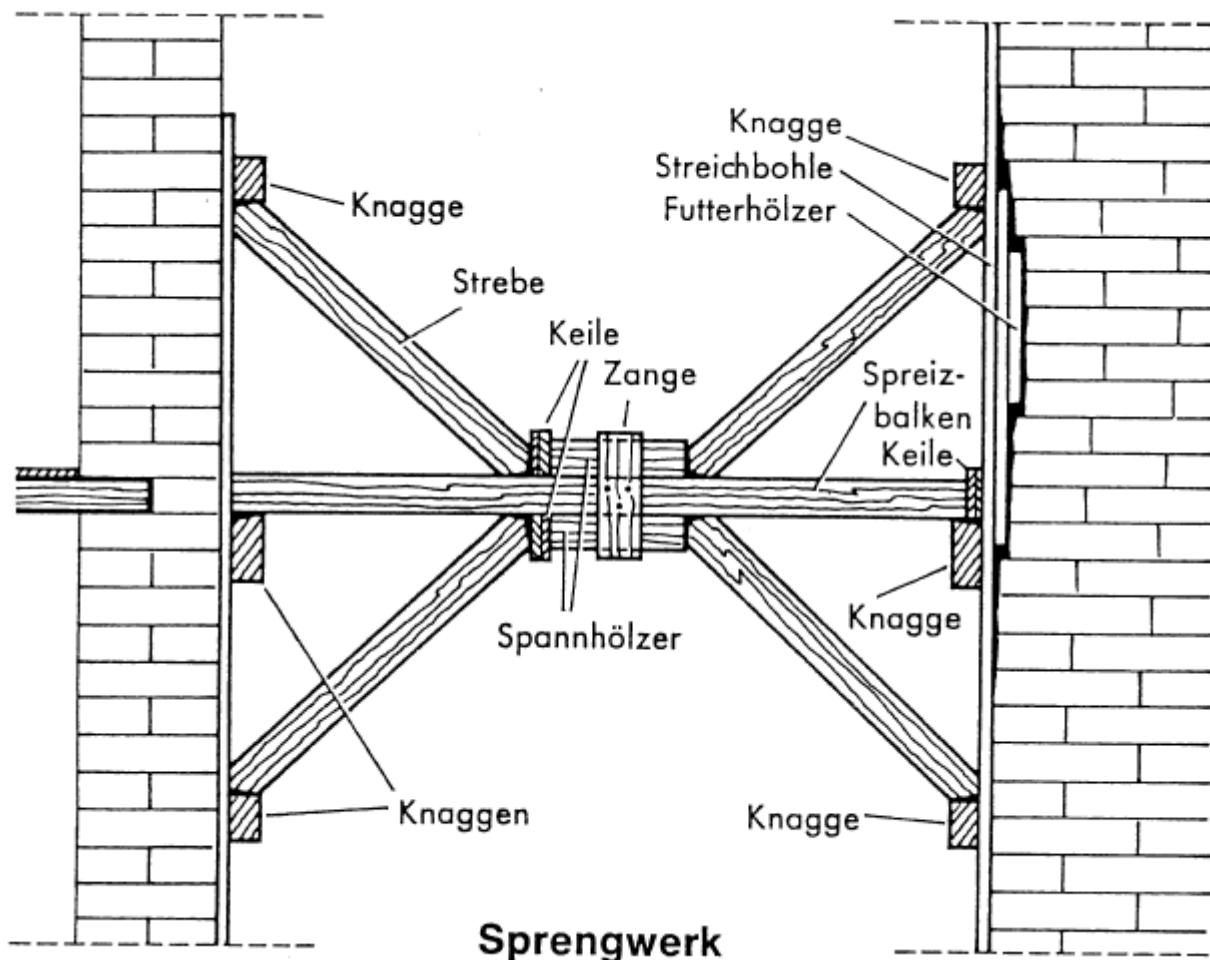 Knagge
Streichbohle
Futterhölzer
Knagge
Strebe
Keile
Zange
Spreiz-
balken
Keile
Knagge
Spannhölzer
Knaggen
Knagge
Sprengwerk